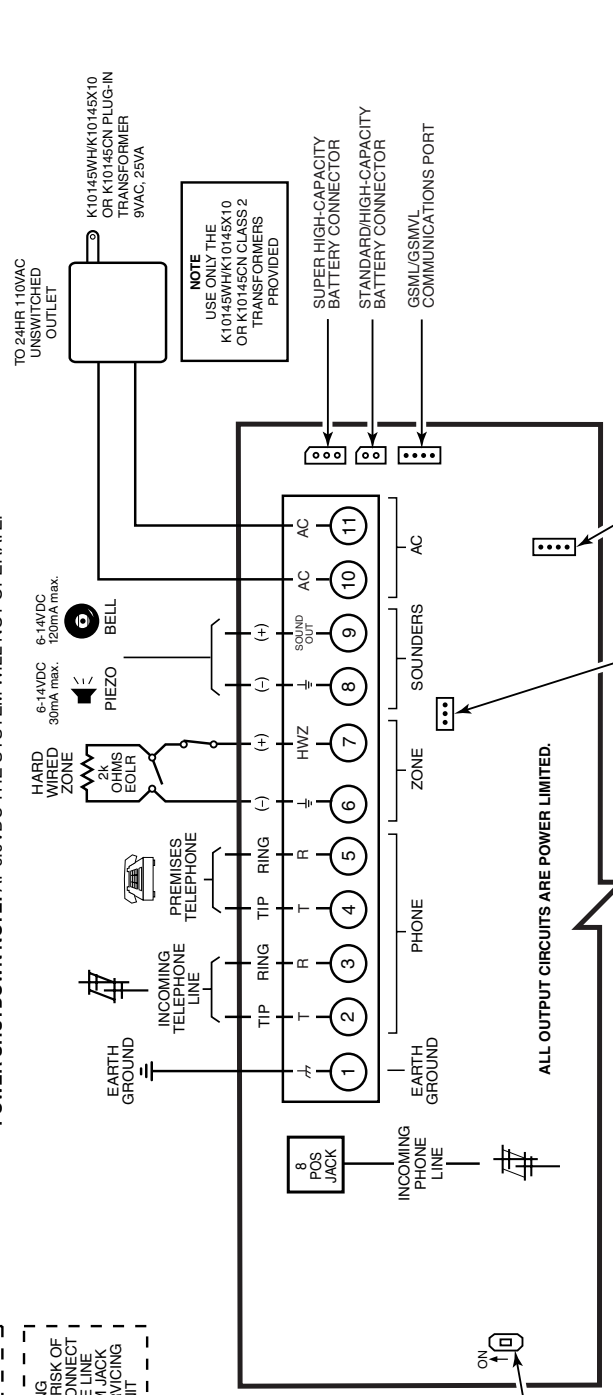 TO 24HR 110VAC
UNSWITCHED
OUTLET
K10145WH/K10145X10
OR K10145CN PLUG-IN
TRANSFORMER
9VAC, 25VA
NOTE
USE ONLY THE
K10145WH/K10145X10
OR K10145CN CLASS 2
TRANSFORMERS
PROVIDED
SUPER HIGH-CAPACITY
BATTERY CONNECTOR
STANDARD/HIGH-CAPACITY
BATTERY CONNECTOR
GSML/GSMVL
COMMUNICATIONS PORT
6-14VDC
120mA max.
BELL
6-14VDC
30mA max.
PIEZO
HARD
WIRED
ZONE
2k
OHMS
EOLR
PREMISES
TELEPHONE
INCOMING
TELEPHONE
LINE
EARTH
GROUND
TIP RING TIP RING (–) (+) (–) (+)
T R T R HWZ SOUND OUT AC AC
1 2 3 4 5 6 7 8 9 10 11
EARTH
GROUND
PHONE
ZONE
SOUNDERS
AC
8
POS
JACK
INCOMING
PHONE
LINE
ALL OUTPUT CIRCUITS ARE POWER LIMITED.
ON
RISK OF
LINE
JACK